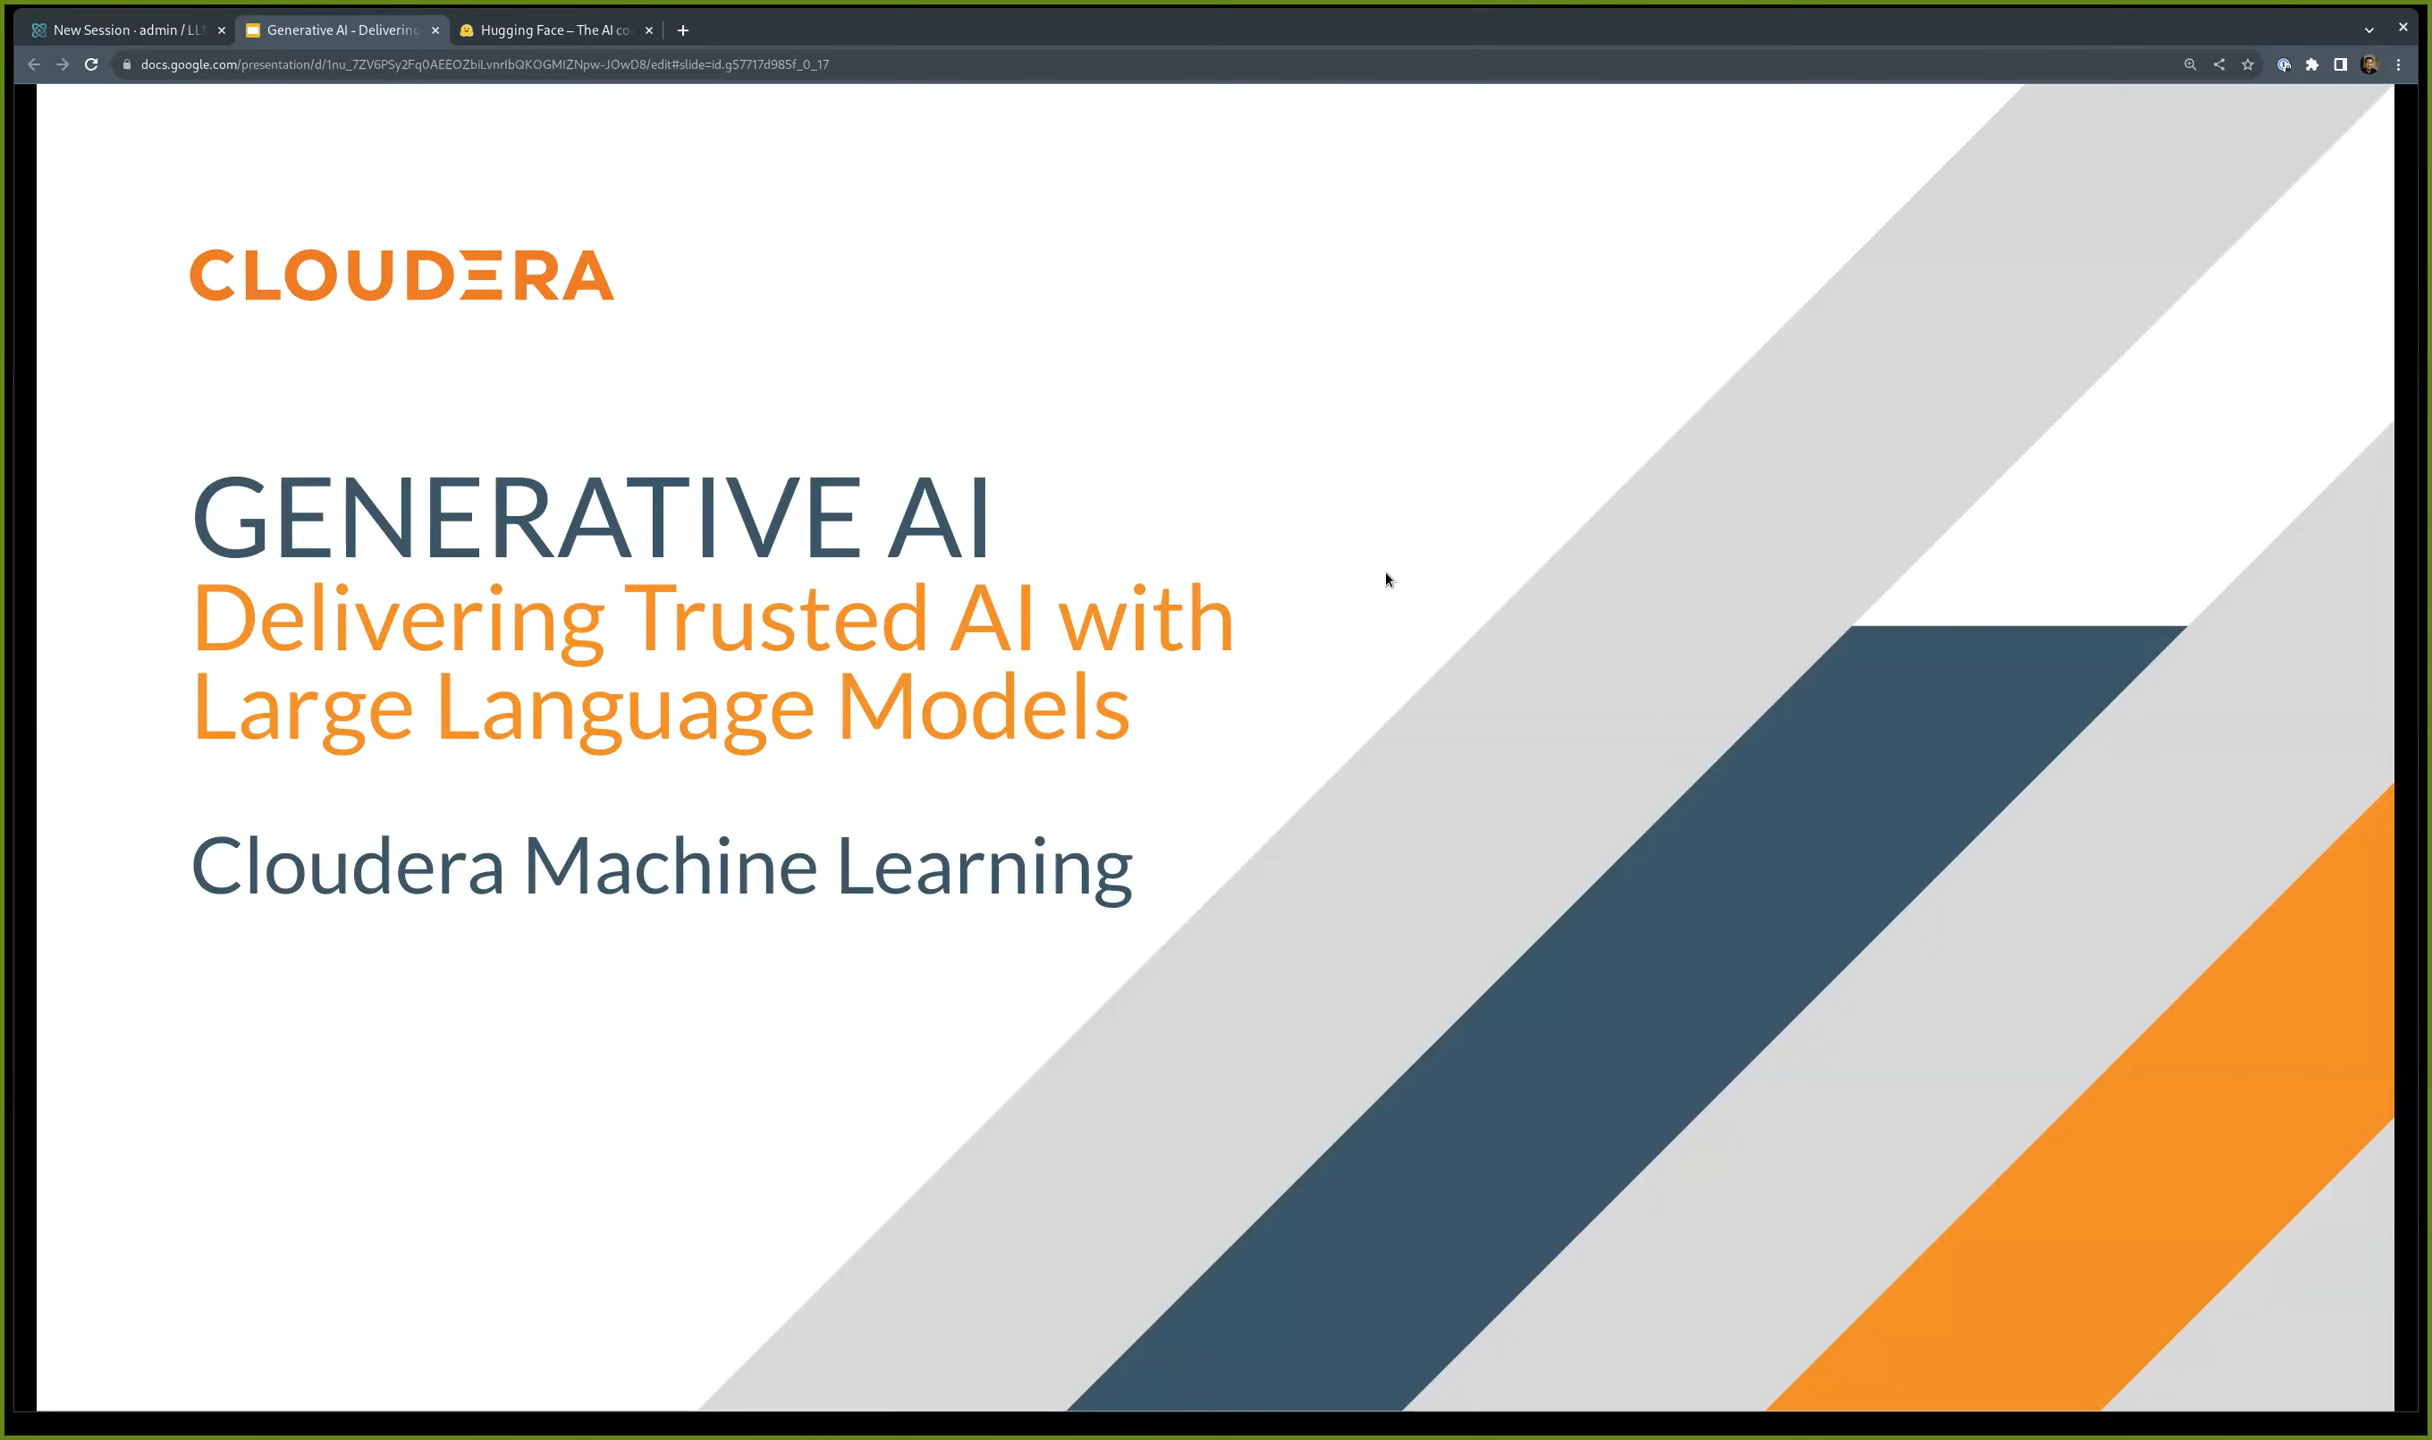 New Session · admin / LL
Generative AI - Delivering
Hugging Face – The AI co
docs.google.com/presentation/d/1nu_7ZV6PSy2Fq0AEEOZbiLvnrIbQKOGMIZNpw-JOwD8/edit#slide=id.g57717d985f_0_17
CLOUDERA
GENERATIVE AI
Delivering Trusted AI with
Large Language Models
Cloudera Machine Learning